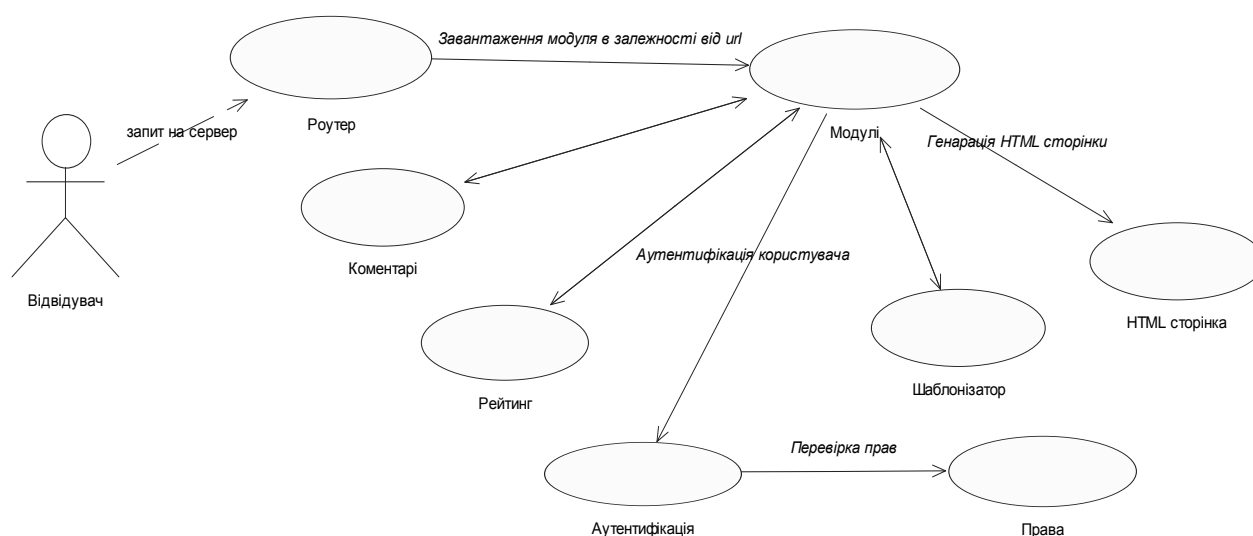 Завантаження модуля в залежності від url
запит на сервер
Роутер
Модулі
Генарація HTML сторінки
Коментарі
Аутентифікація користувача
Відвідувач
HTML сторінка
Рейтинг
Шаблонізатор
Перевірка прав
Аутентифікація
Права